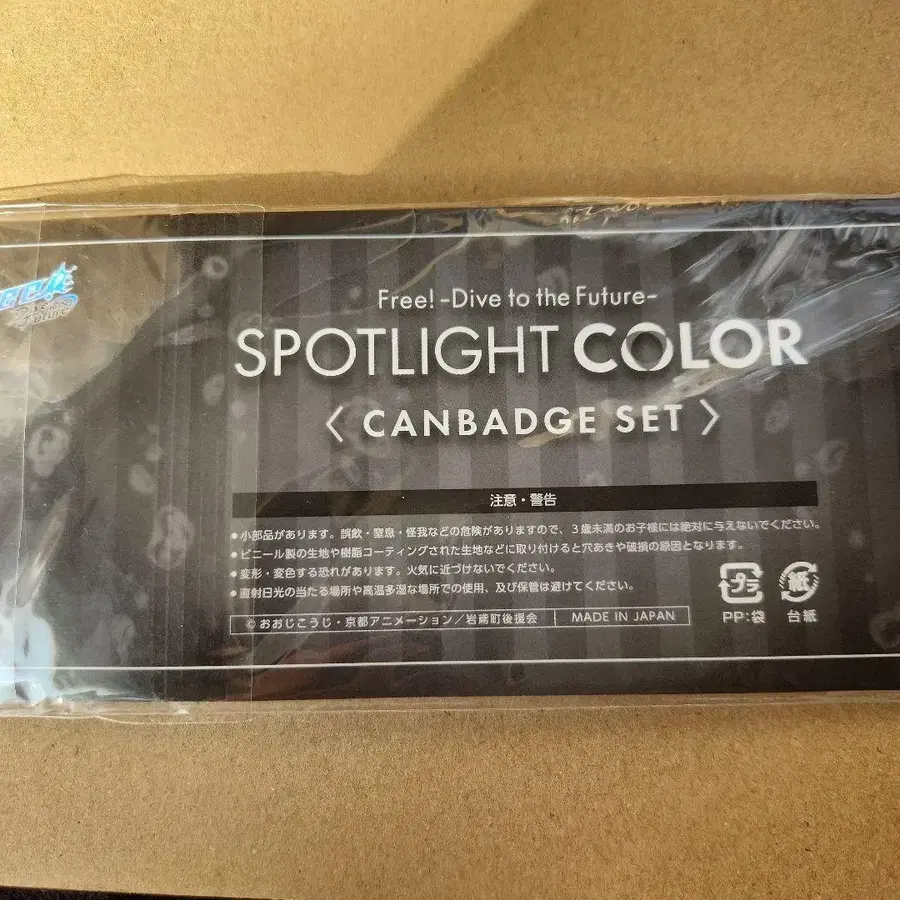 Free! -Dive to the Future-
SPOTLIGHT COLOR
〈 CANBADGE SET 〉
注意・警告
●小部品があります。誤飲・窒息・怪我などの危険がありますので、3歳未満のお子様には絶対に与えないでください。
●ビニール製の生地や樹脂コーティングされた生地などに取り付けると穴あきや破損の原因となります。
●変形・変色する恐れがあります。火気に近づけないでください。
●直射日光の当たる場所や高温多湿な場所での使用、及び保管は避けてください。
プラ 紙
PP:袋 台紙
©おおじこうじ・京都アニメーション/岩鳶町後援会 MADE IN JAPAN